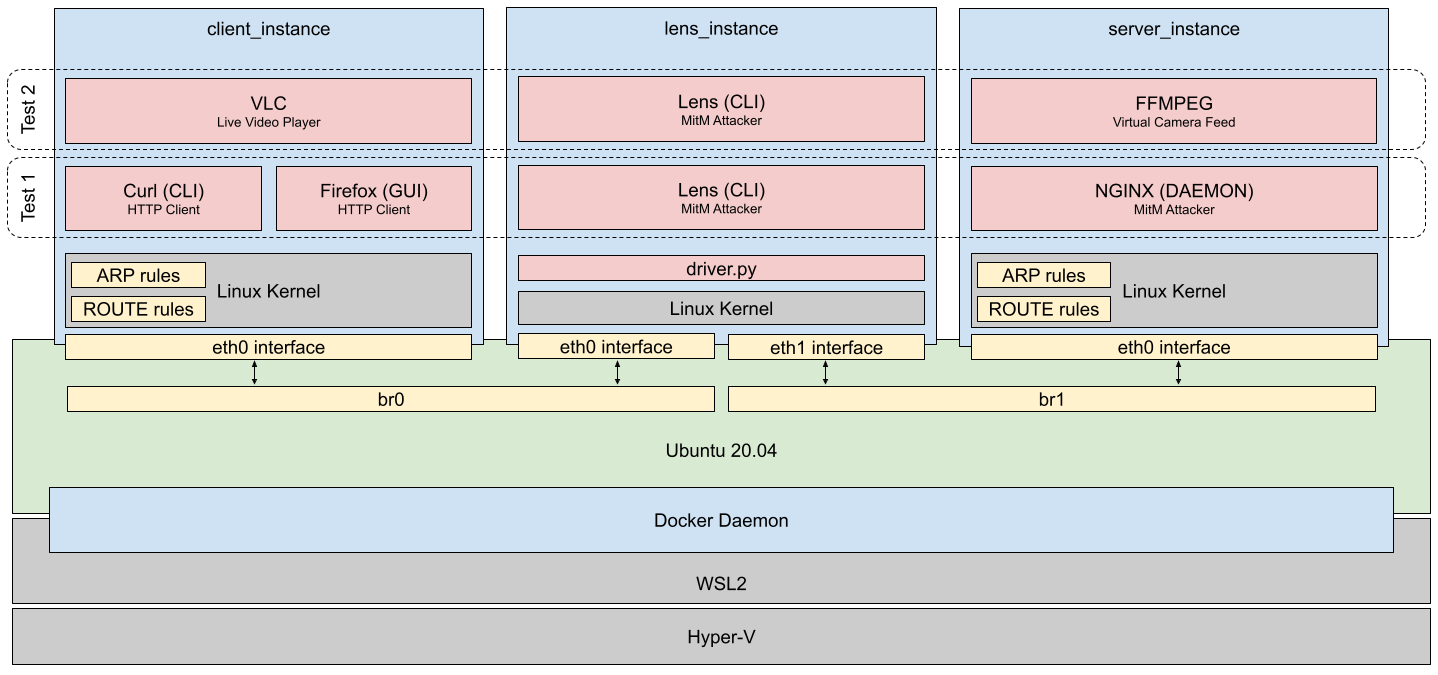 client_instance
lens_instance
server_instance
Test 2
VLC
Live Video Player
Lens (CLI)
MitM Attacker
FFMPEG
Virtual Camera Feed
Test 1
Curl (CLI)
HTTP Client
Firefox (GUI)
HTTP Client
Lens (CLI)
MitM Attacker
NGINX (DAEMON)
MitM Attacker
ARP rules
ROUTE rules
Linux Kernel
driver.py
Linux Kernel
ARP rules
ROUTE rules
Linux Kernel
eth0 interface
eth0 interface
eth1 interface
eth0 interface
br0
br1
Ubuntu 20.04
Docker Daemon
WSL2
Hyper-V